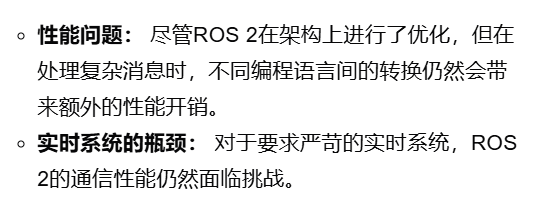 性能问题： 尽管ROS 2在架构上进行了优化，但在
处理复杂消息时，不同编程语言间的转换仍然会带
来额外的性能开销。
实时系统的瓶颈： 对于要求严苛的实时系统，ROS
2的通信性能仍然面临挑战。